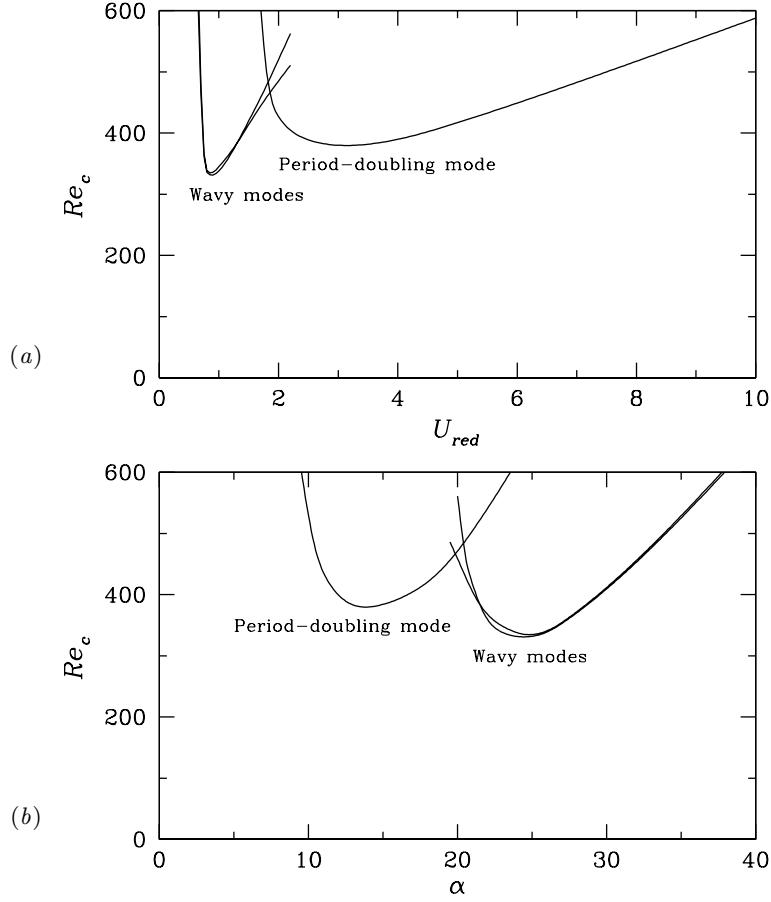 600
400
200
0
Re_c
Period-doubling mode
Wavy modes
(a)
0 2 4 6 8 10
U_red
600
400
200
0
Re_c
Period-doubling mode
Wavy modes
(b)
0 10 20 30 40
α